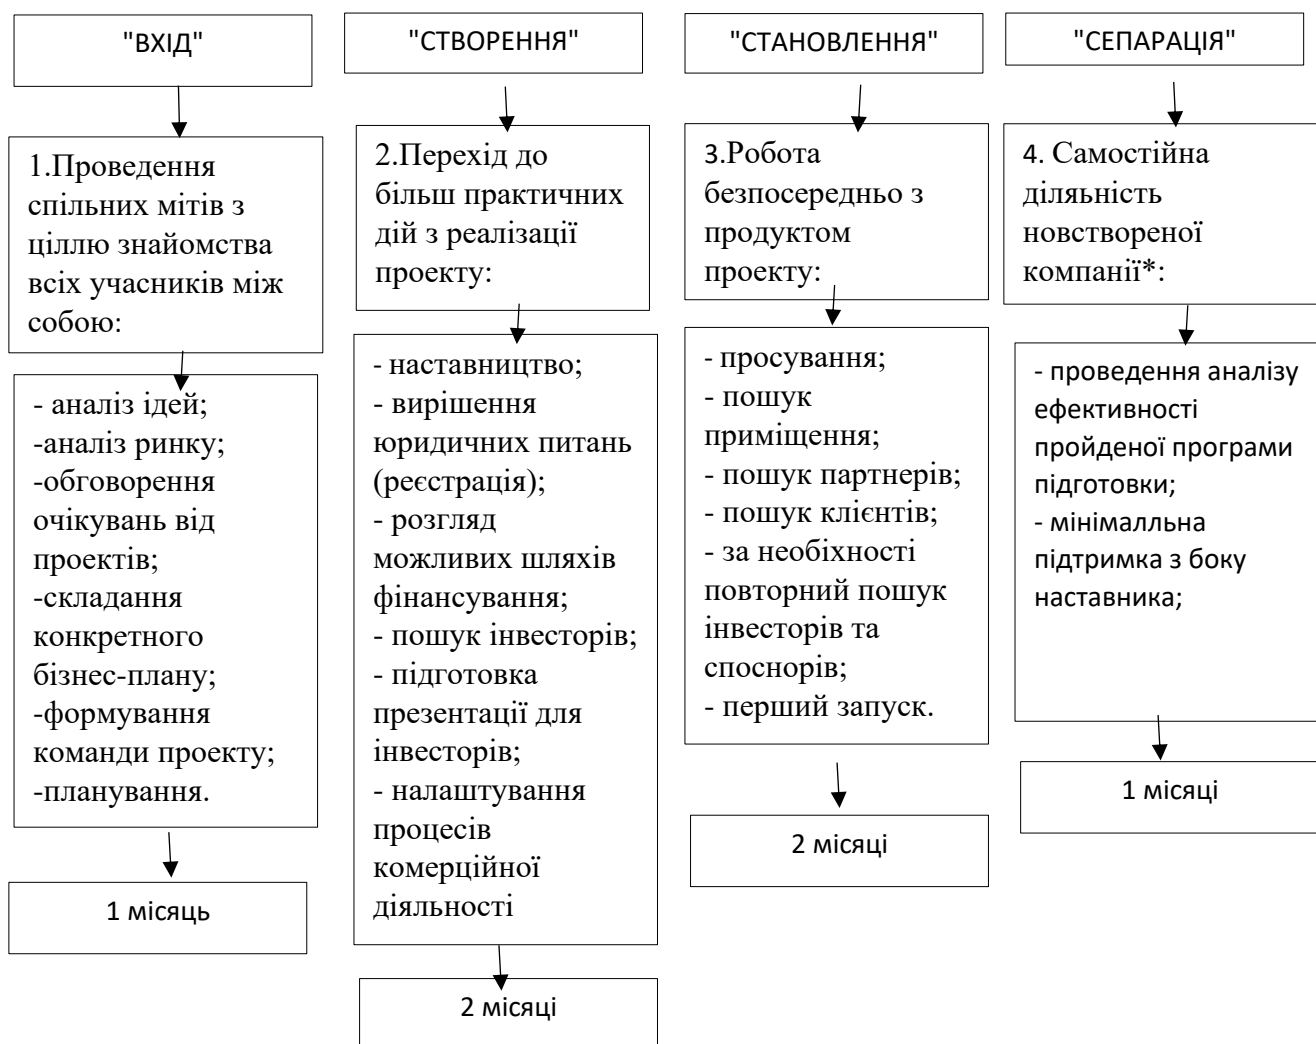 "ВХІД"
1.Проведення
спільних мітів з
ціллю знайомства
всіх учасників між
собою:
- аналіз ідей;
-аналіз ринку;
-обговорення
очікувань від
проектів;
-складання
конкретного
бізнес-плану;
-формування
команди проекту;
-планування.
1 місяць
"СТВОРЕННЯ"
2.Перехід до
більш практичних
дій з реалізації
проекту:
- наставництво;
- вирішення
юридичних питань
(реєстрація);
- розгляд
можливих шляхів
фінансування;
- пошук інвесторів;
- підготовка
презентації для
інвесторів;
- налаштування
процесів
комерційної
діяльності
2 місяці
"СТАНОВЛЕННЯ"
3.Робота
безпосередньо з
продуктом
проекту:
- просування;
- пошук
приміщення;
- пошук партнерів;
- пошук клієнтів;
- за необіхності
повторний пошук
інвесторів та
споснорів;
- перший запуск.
2 місяці
"СЕПАРАЦІЯ"
4. Самостійна
діляьність
новствореної
компанії*:
- проведення аналізу
ефективності
пройденої програми
підготовки;
- мінімалльна
підтримка з боку
наставника;
1 місяці